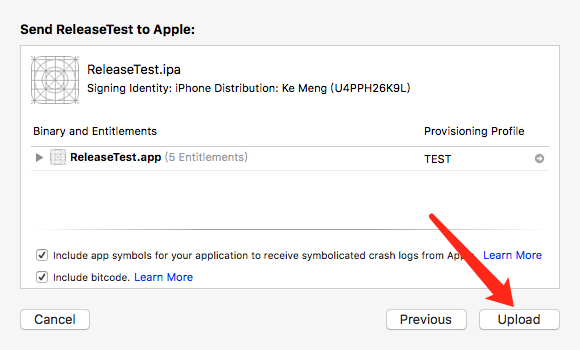 Send ReleaseTest to Apple:
ReleaseTest.ipa
Signing Identity: iPhone Distribution: Ke Meng (U4PPH26K9L)
Binary and Entitlements Provisioning Profile
ReleaseTest.app (5 Entitlements) TEST
Include app symbols for your application to receive symbolicated crash logs from Apple. Learn More
Include bitcode. Learn More
Cancel Previous Upload